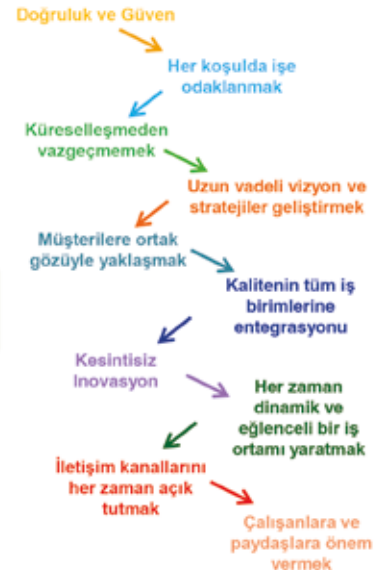 Doğruluk ve Güven
Her koşulda işe
odaklanmak
Küreselleşmeden
vazgeçmemek
Uzun vadeli vizyon ve
stratejiler geliştirmek
Müşterilere ortak
gözüyle yaklaşmak
Kalitenin tüm iş
birimlerine
entegrasyonu
Kesintisiz
Inovasyon
Her zaman
dinamik ve
eğlenceli bir iş
ortamı yaratmak
İletişim kanallarını
her zaman açık
tutmak
Çalışanlara ve
paydaşlara önem
vermek